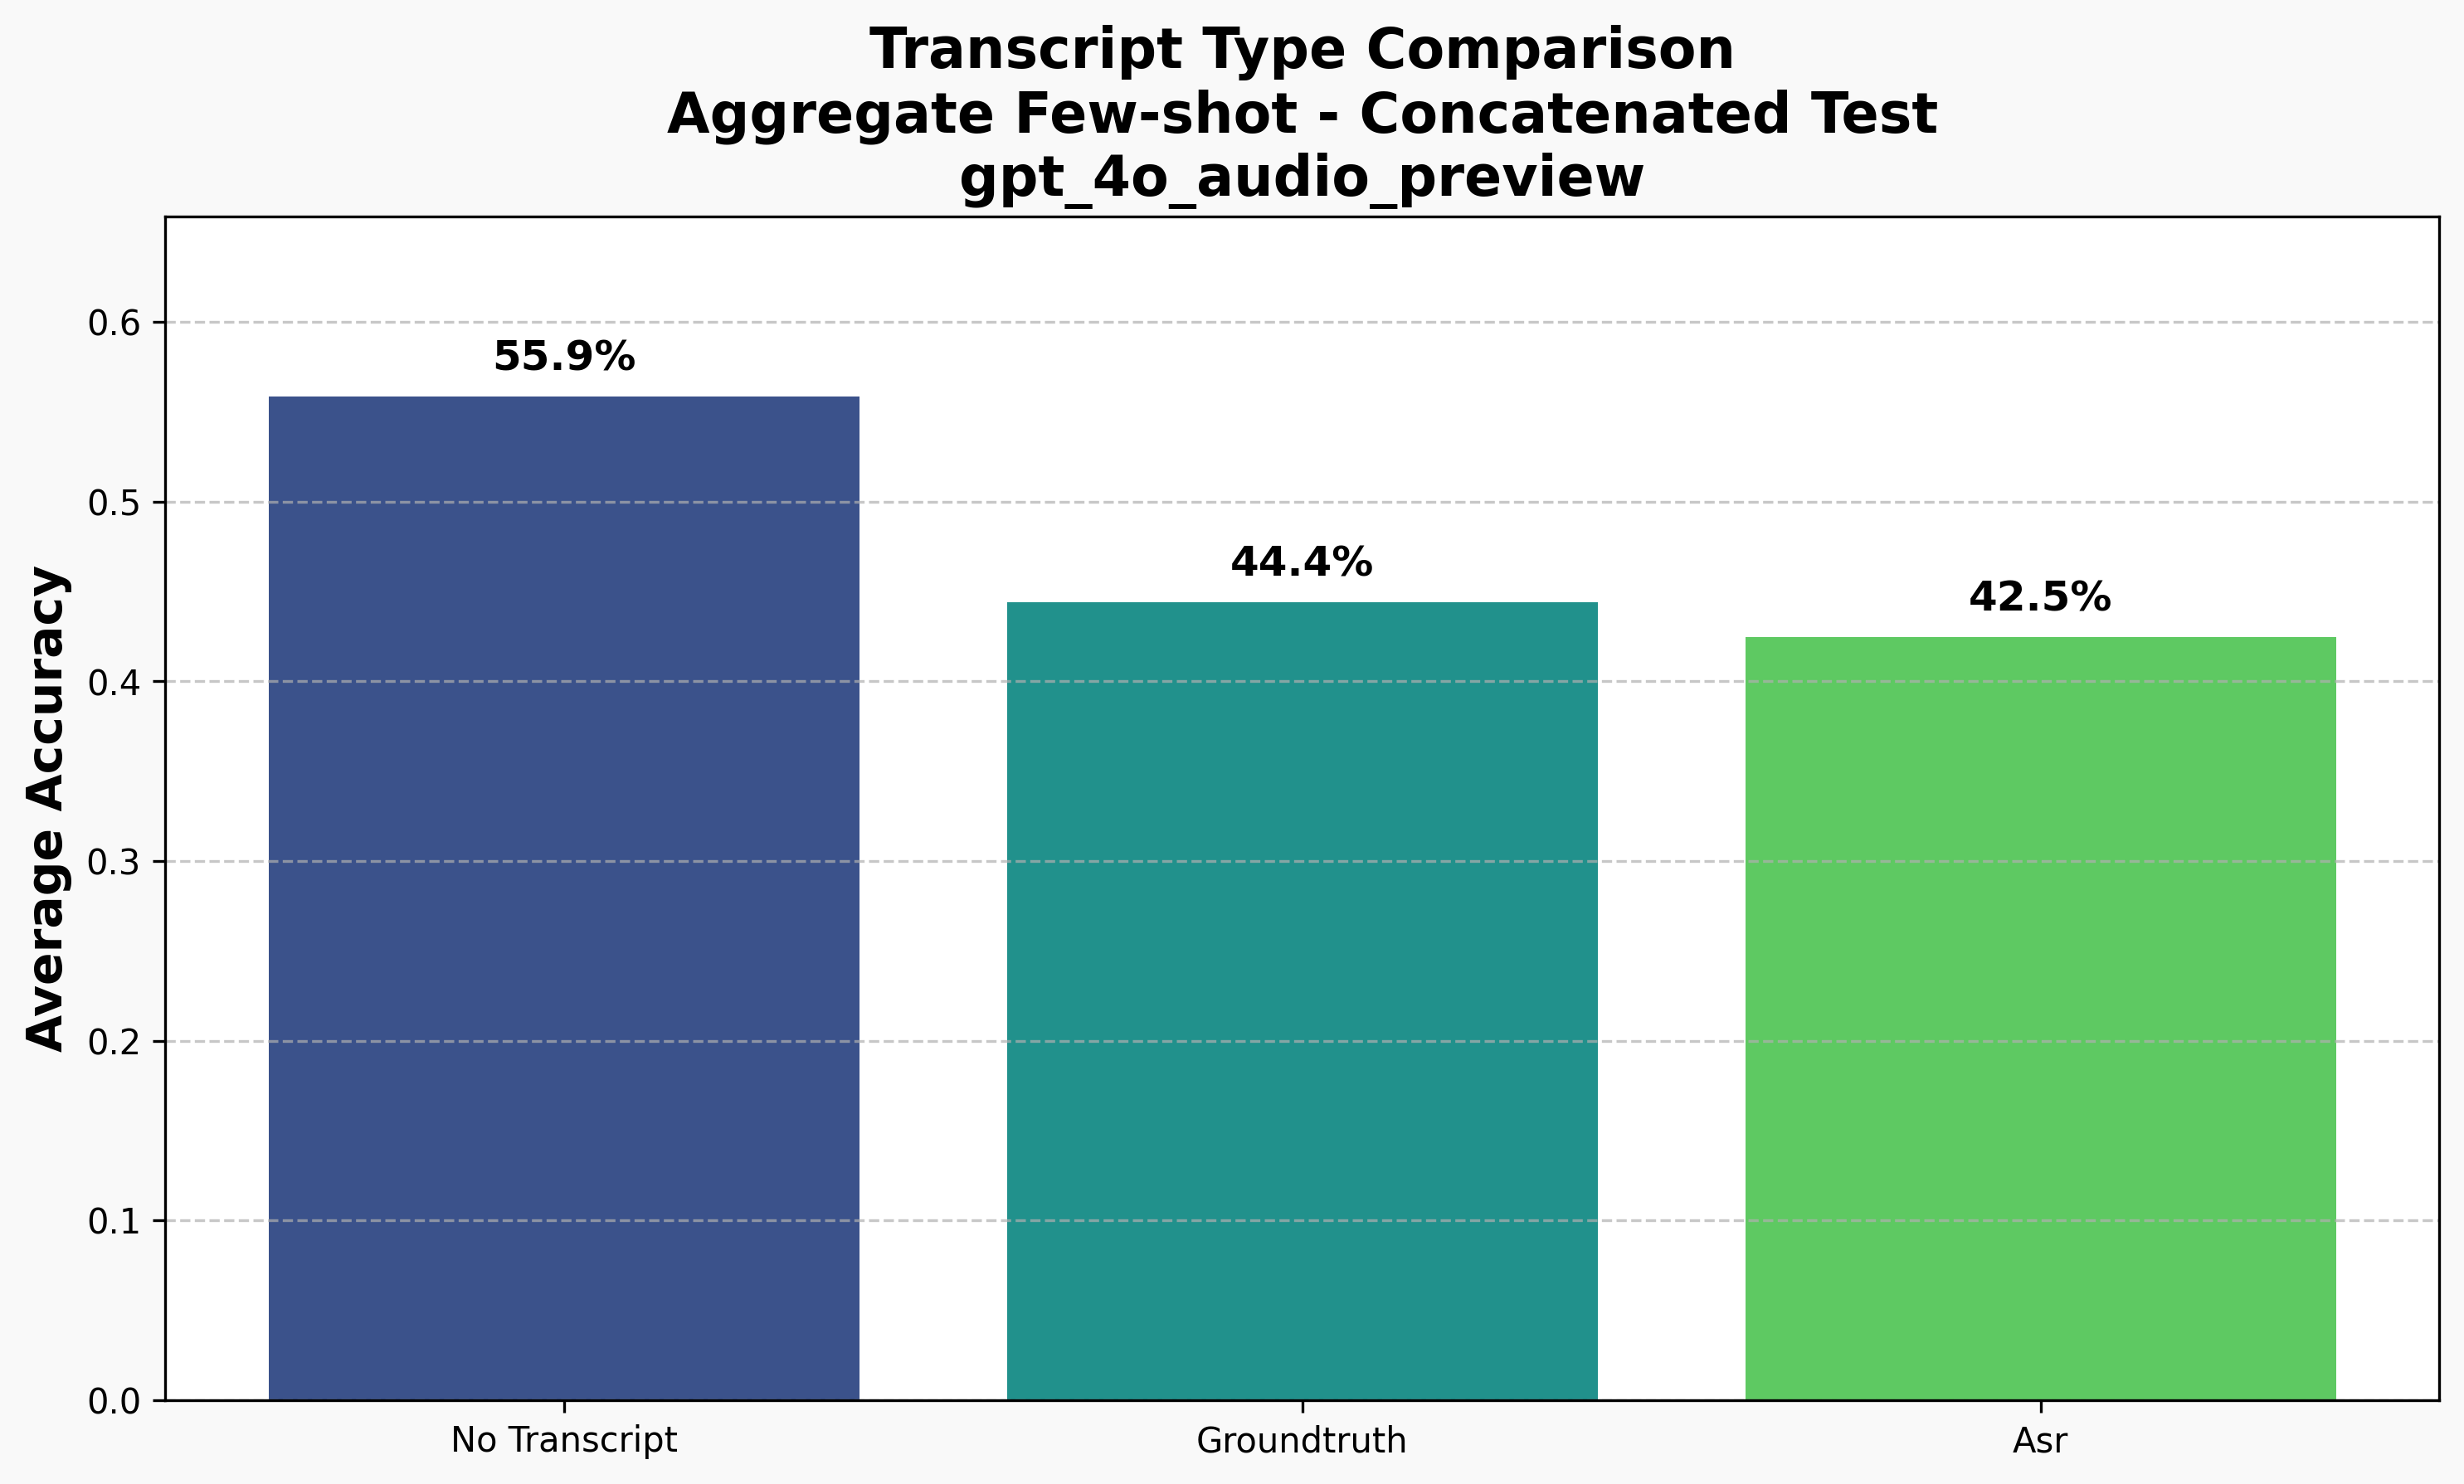 Transcript Type Comparison
Aggregate Few-shot - Concatenated Test
gpt_4o_audio_preview
Average Accuracy
0.6
0.5
0.4
0.3
0.2
0.1
0.0
55.9%
44.4%
42.5%
No Transcript
Groundtruth
Asr